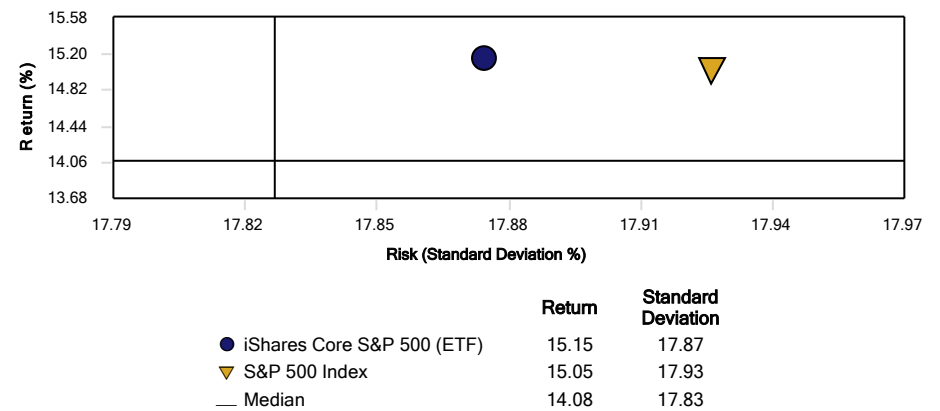 15.58
15.20
14.82
14.44
14.06
13.68
Return (%)
17.79 17.82 17.85 17.88 17.91 17.94 17.97
Risk (Standard Deviation %)
Return Standard Deviation
iShares Core S&P 500 (ETF) 15.15 17.87
S&P 500 Index 15.05 17.93
Median 14.08 17.83